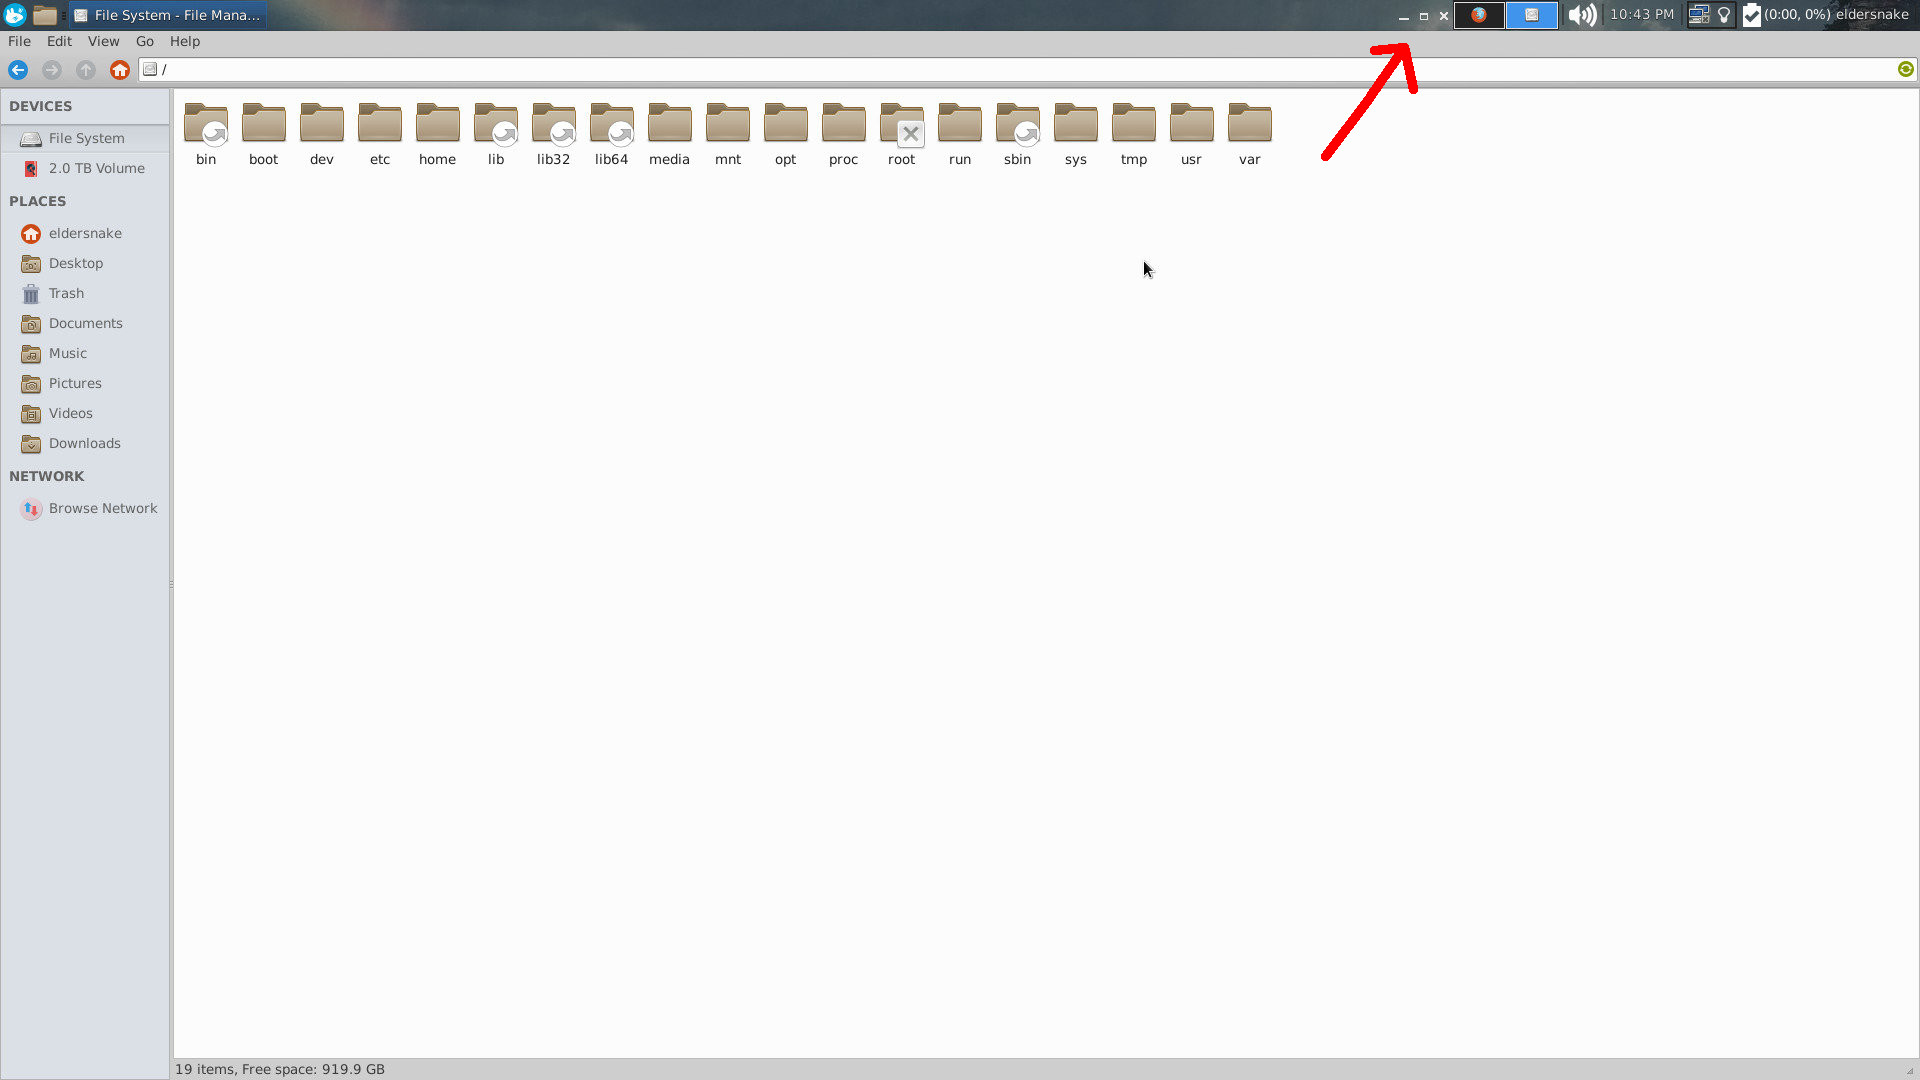 File System - File Mana...
10:43 PM
(0:00, 0%) eldersnake
File Edit View Go Help
/
DEVICES
File System
2.0 TB Volume
PLACES
eldersnake
Desktop
Trash
Documents
Music
Pictures
Videos
Downloads
NETWORK
Browse Network
bin boot dev etc home lib lib32 lib64 media mnt opt proc root run sbin sys tmp usr var
19 items, Free space: 919.9 GB